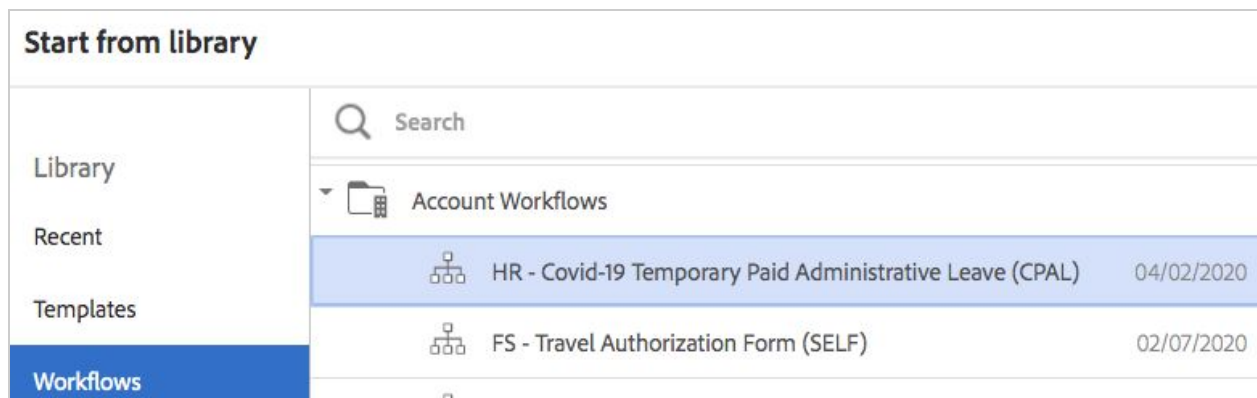 Start from library
Search
Library
Account Workflows
Recent
HR - Covid-19 Temporary Paid Administrative Leave (CPAL) 04/02/2020
Templates
FS - Travel Authorization Form (SELF) 02/07/2020
Workflows